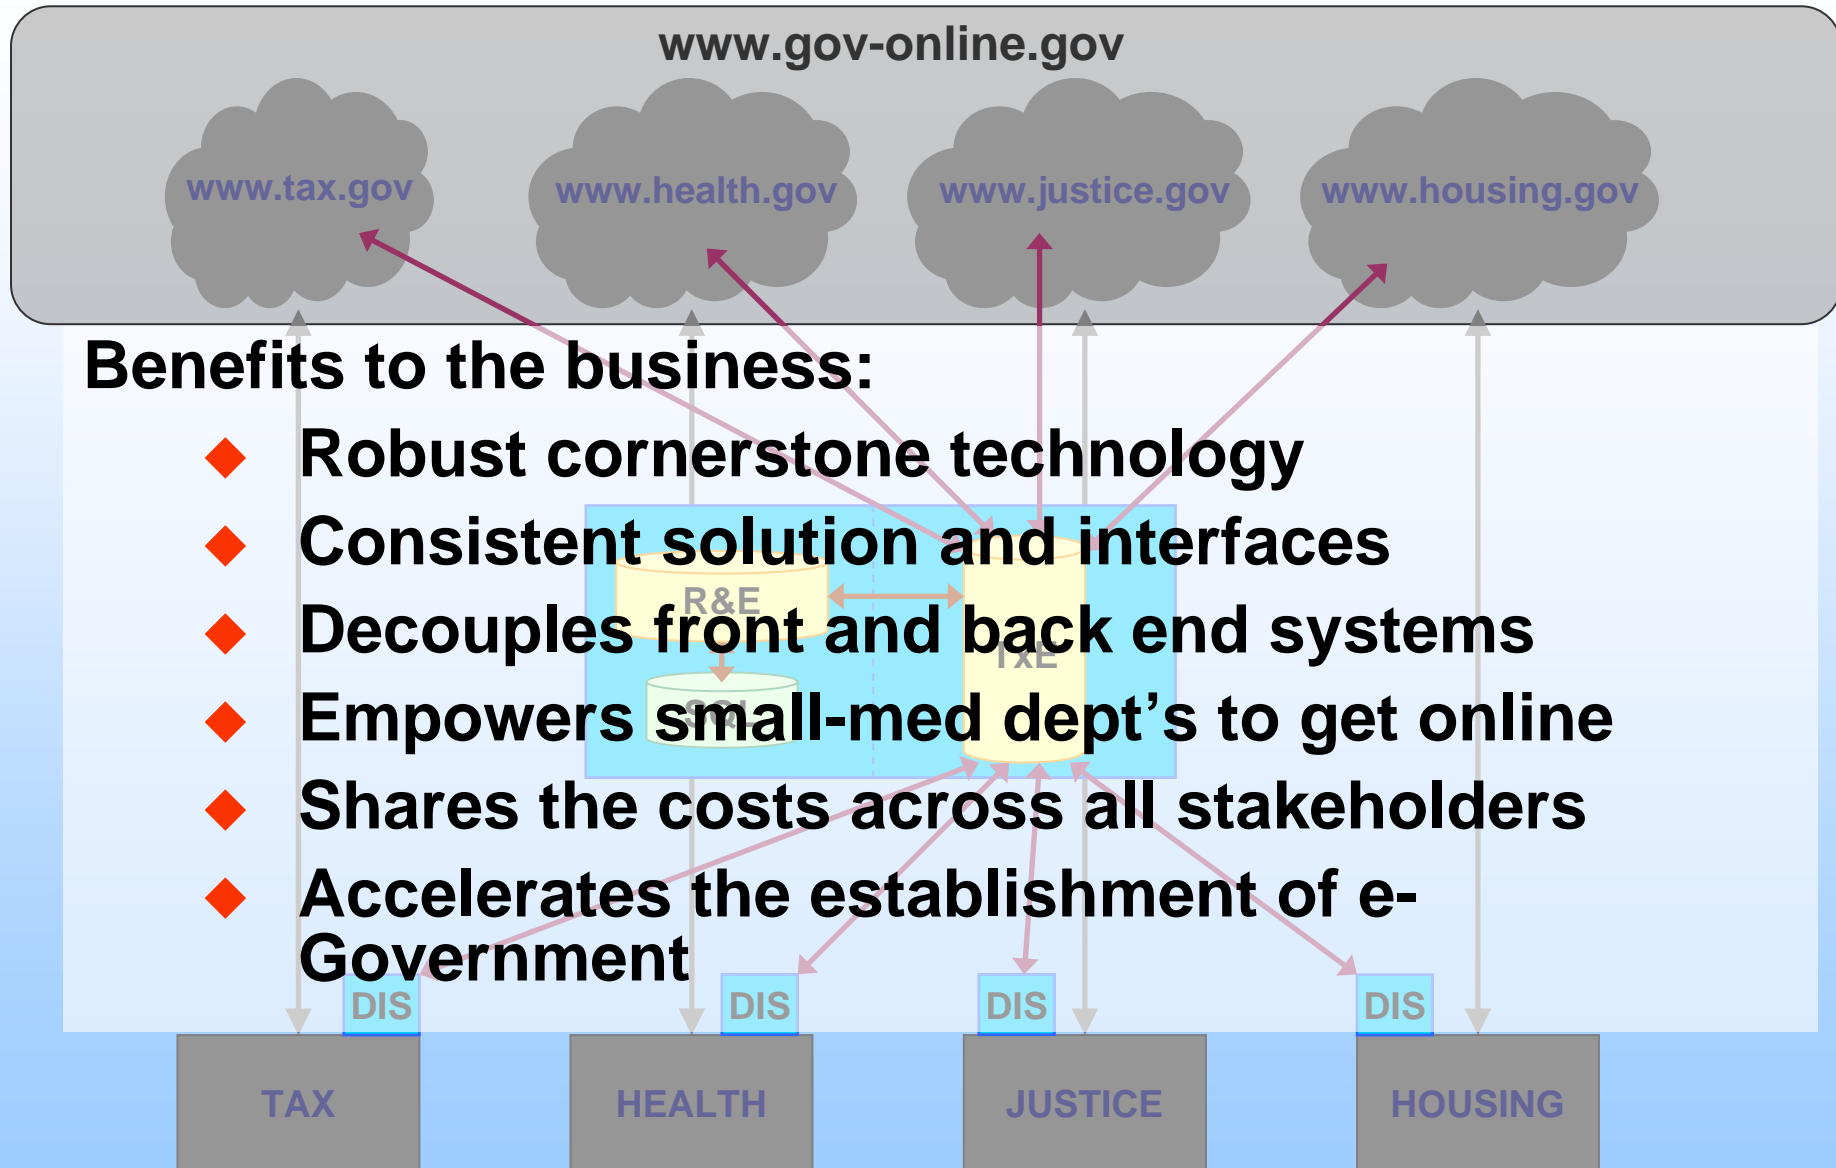 www.gov-online.gov
www.tax.gov
www.health.gov
www.justice.gov
www.housing.gov
Benefits to the business:
Robust cornerstone technology
Consistent solution and interfaces
R&E
Decouples front and back end systems
TxE
Empowers small-med dept’s to get online
SQL
Shares the costs across all stakeholders
Accelerates the establishment of e-
Government
DIS
DIS
DIS
DIS
TAX
HEALTH
JUSTICE
HOUSING